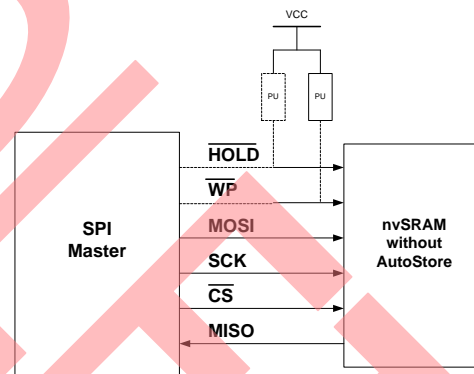 VCC
PU PU
HOLD
WP
MOSI
SCK
CS
MISO
SPI
Master
nvSRAM
without
AutoStore